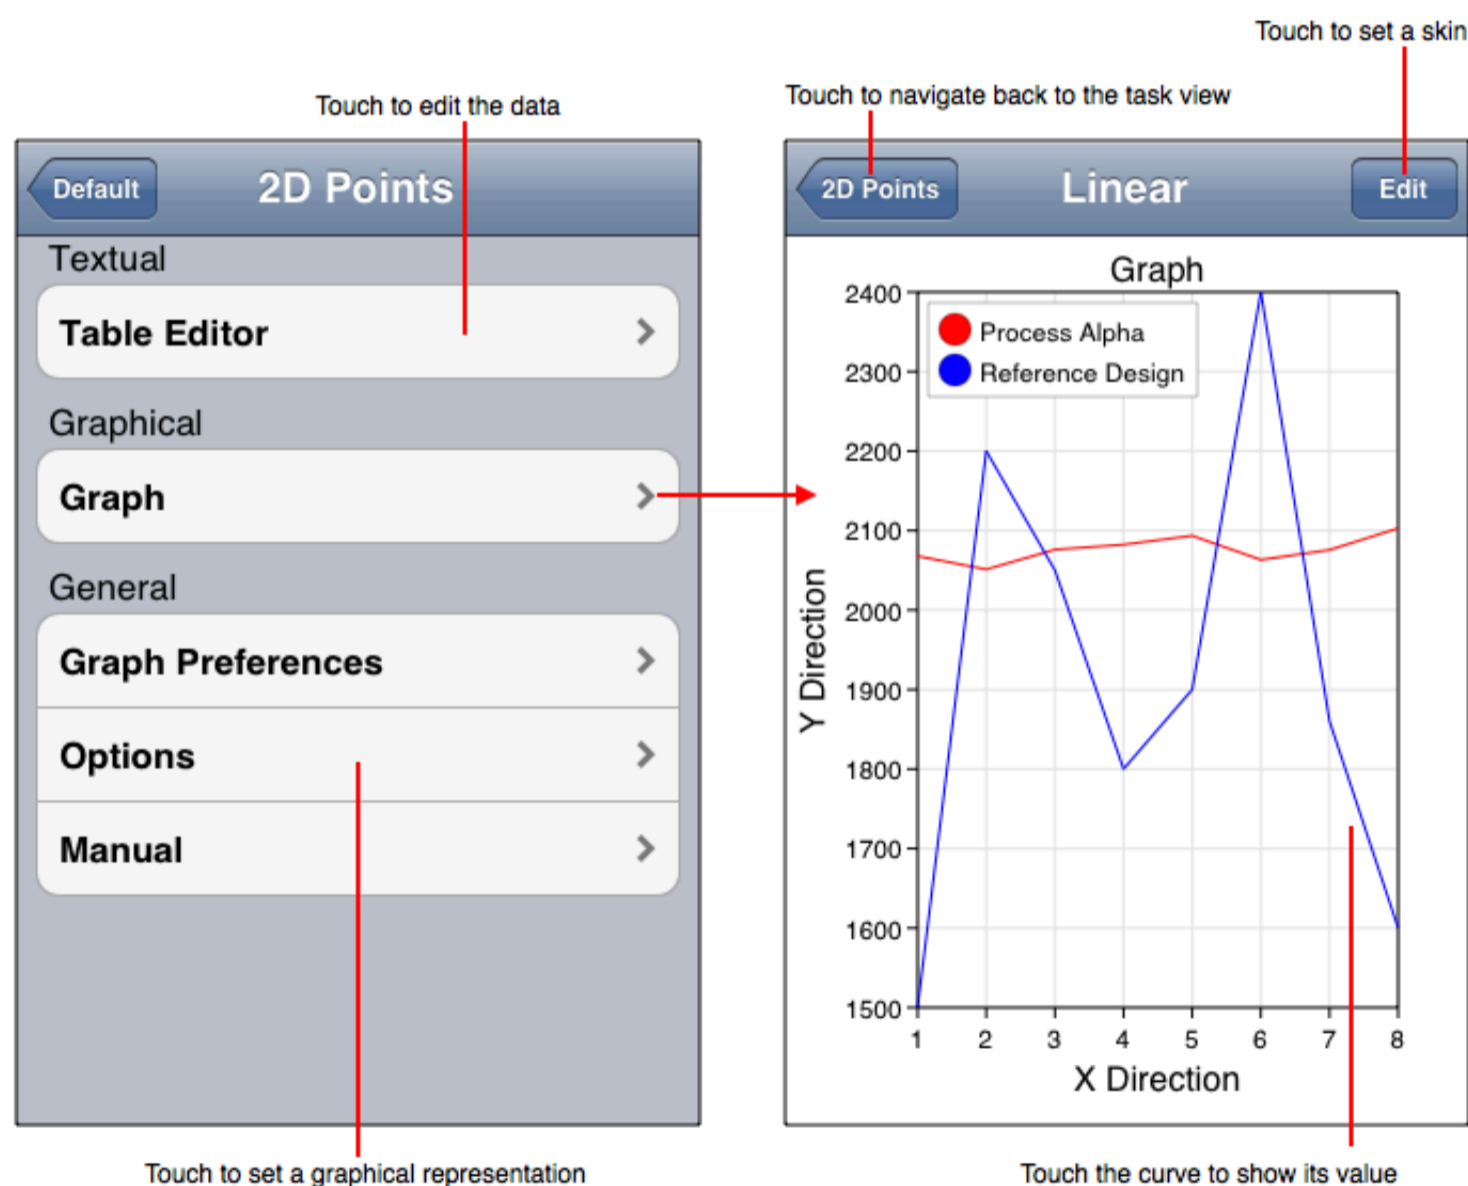 Touch to set a skin
Touch to edit the data
Touch to navigate back to the task view
Default
2D Points
Textual
Table Editor
Graphical
Graph
General
Graph Preferences
Options
Manual
Touch to set a graphical representation
2D Points
Linear
Edit
Graph
Process Alpha
Reference Design
2400
2300
2200
2100
2000
1900
1800
1700
1600
1500
Y Direction
1 2 3 4 5 6 7 8
X Direction
Touch the curve to show its value